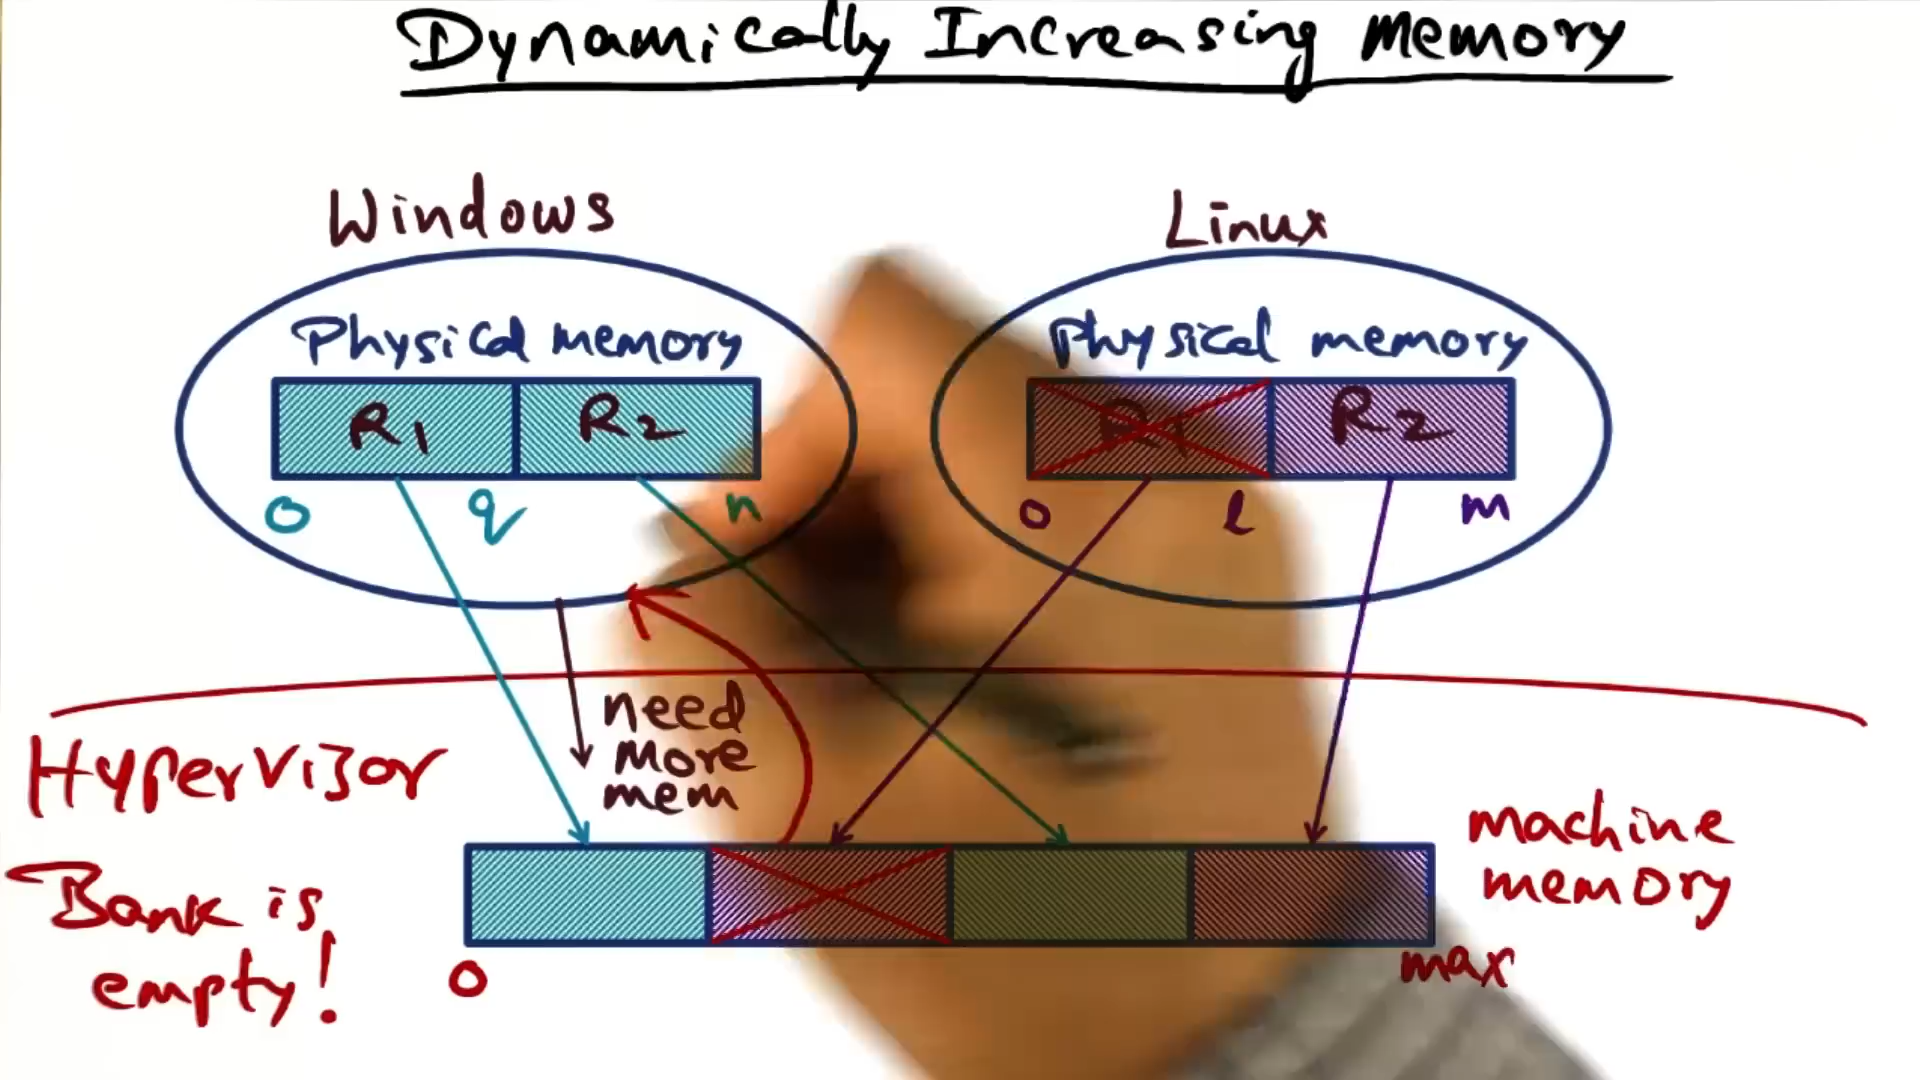 Dynamically Increasing memory
Windows
Linux
Physical memory
Physical memory
R1 R2
R1 R2
0 q n
0 l m
need
more
mem
Hypervisor
machine
memory
Bank is
empty!
0
max